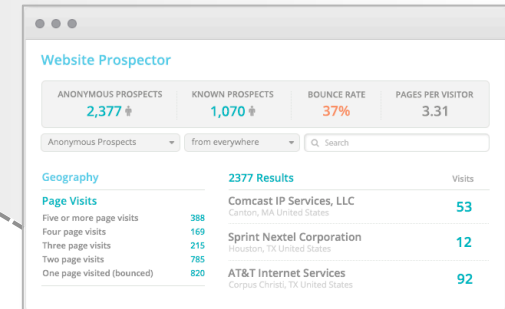 Website Prospector
ANONYMOUS PROSPECTS
2,377
KNOWN PROSPECTS
1,070
BOUNCE RATE
37%
PAGES PER VISITOR
3.31
Anonymous Prospects
from everywhere
Search
Geography
Page Visits
Five or more page visits 388
Four page visits 169
Three page visits 215
Two page visits 785
One page visited (bounced) 820
2377 Results Visits
Comcast IP Services, LLC 53
Canton, MA United States
Sprint Nextel Corporation 12
Houston, TX United States
AT&T Internet Services 92
Corpus Christi, TX United States